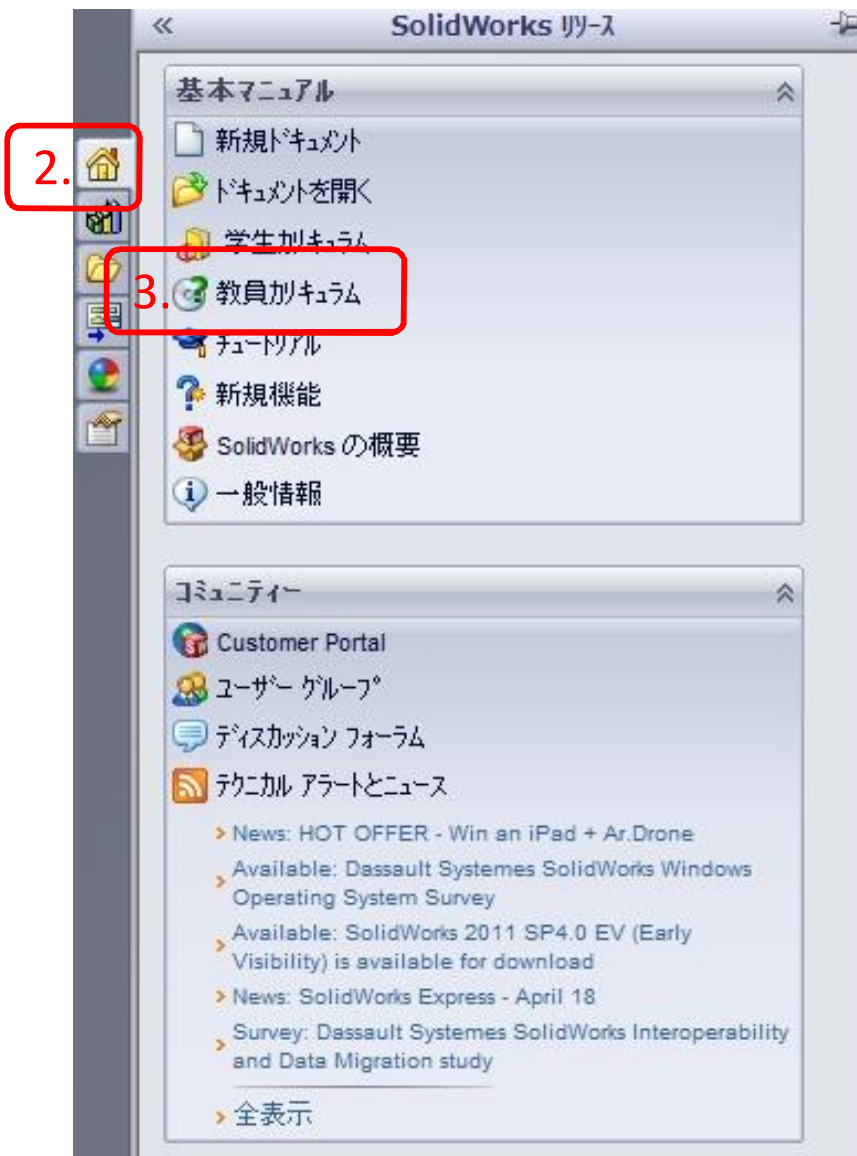 SolidWorks リソース
基本マニュアル
2.
新規ドキュメント
ドキュメントを開く
学生カリキュラム
3. 教員カリキュラム
チュートリアル
新規機能
SolidWorks の概要
一般情報
コミュニティー
Customer Portal
ユーザー グループ
ディスカッション フォーラム
テクニカル アラートとニュース
News: HOT OFFER - Win an iPad + Ar.Drone
Available: Dassault Systemes SolidWorks Windows
Operating System Survey
Available: SolidWorks 2011 SP4.0 EV (Early
Visibility) is available for download
News: SolidWorks Express - April 18
Survey: Dassault Systemes SolidWorks Interoperability
and Data Migration study
全表示